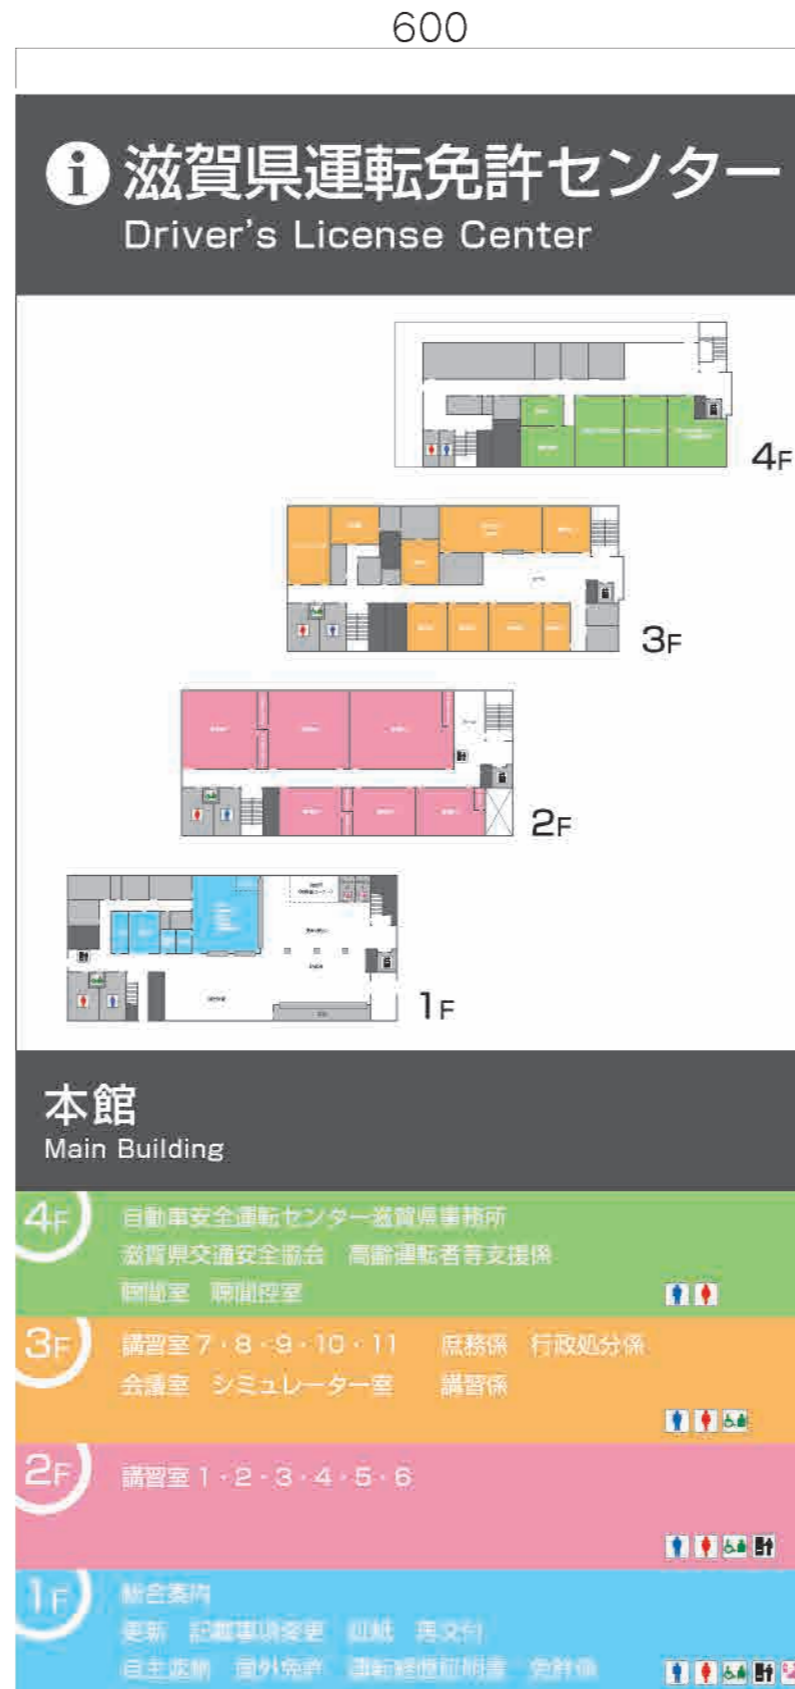 600
i 滋賀県運転免許センター
Driver's License Center
4F
3F
2F
1F
本館
Main Building
4F 自動車安全運転センター滋賀県事務所
滋賀県交通安全協会 高齢運転者等支援係
聴聞室 聴聞控室
3F 講習室 7・8・9・10・11 庶務係 行政処分係
会議室 シミュレーター室 講習係
2F 講習室 1・2・3・4・5・6
1F 総合案内
更新 記載事項変更 印紙 再交付
自主返納 国外免許 運転経歴証明書 免許係